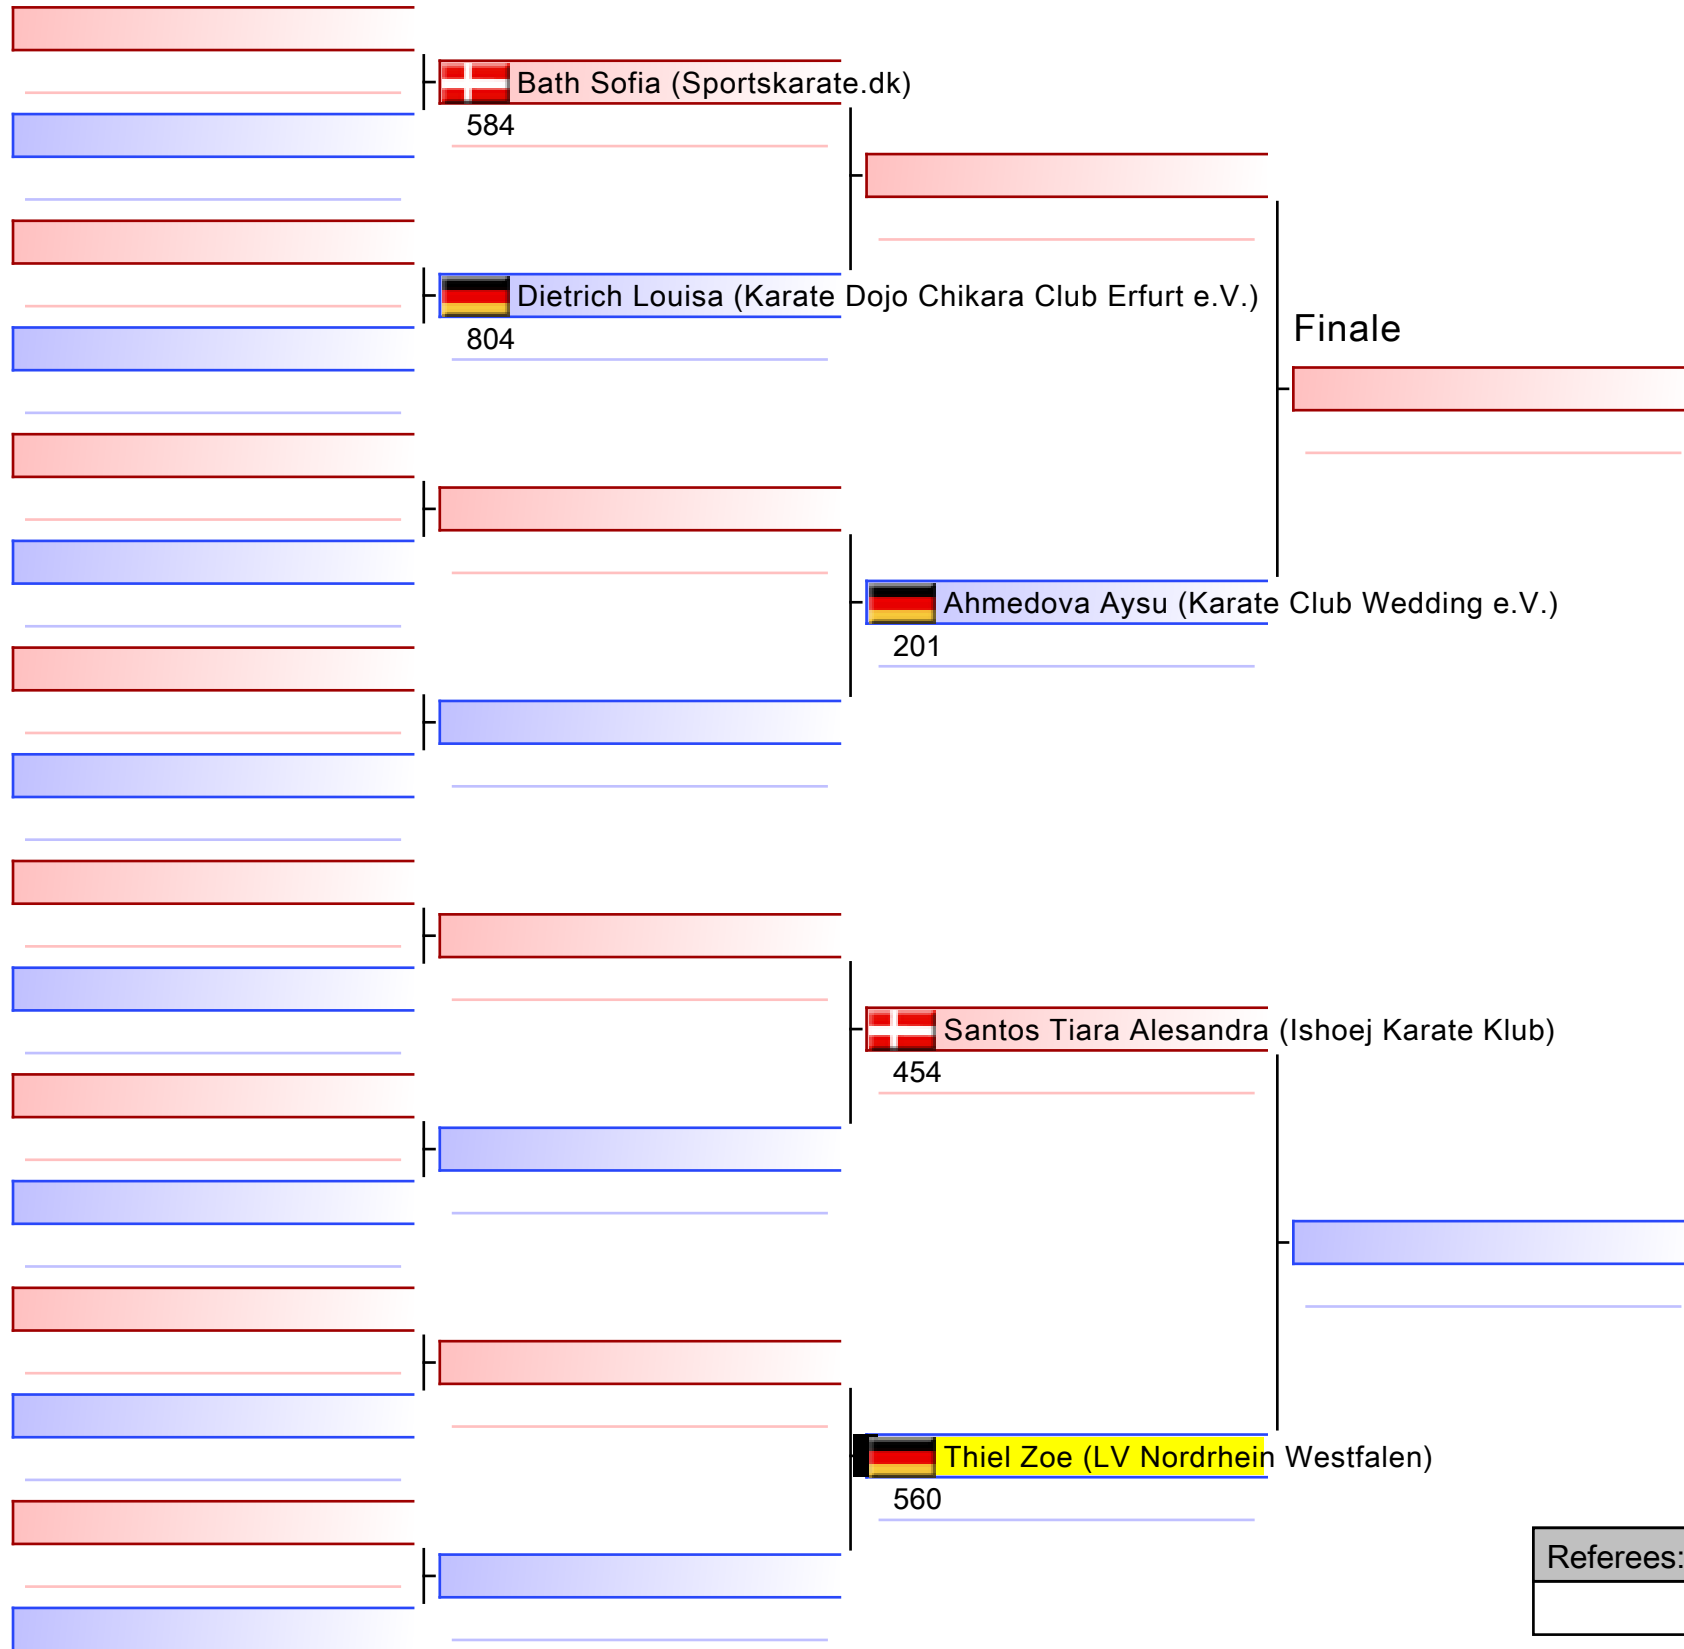 Bath Sofia (Sportskarate.dk)
584
Dietrich Louisa (Karate Dojo Chikara Club Erfurt e.V.)
804
Finale
Ahmedova Aysu (Karate Club Wedding e.V.)
201
Santos Tiara Alesandra (Ishoej Karate Klub)
454
Thiel Zoe (LV Nordrhein Westfalen)
560
Referees: